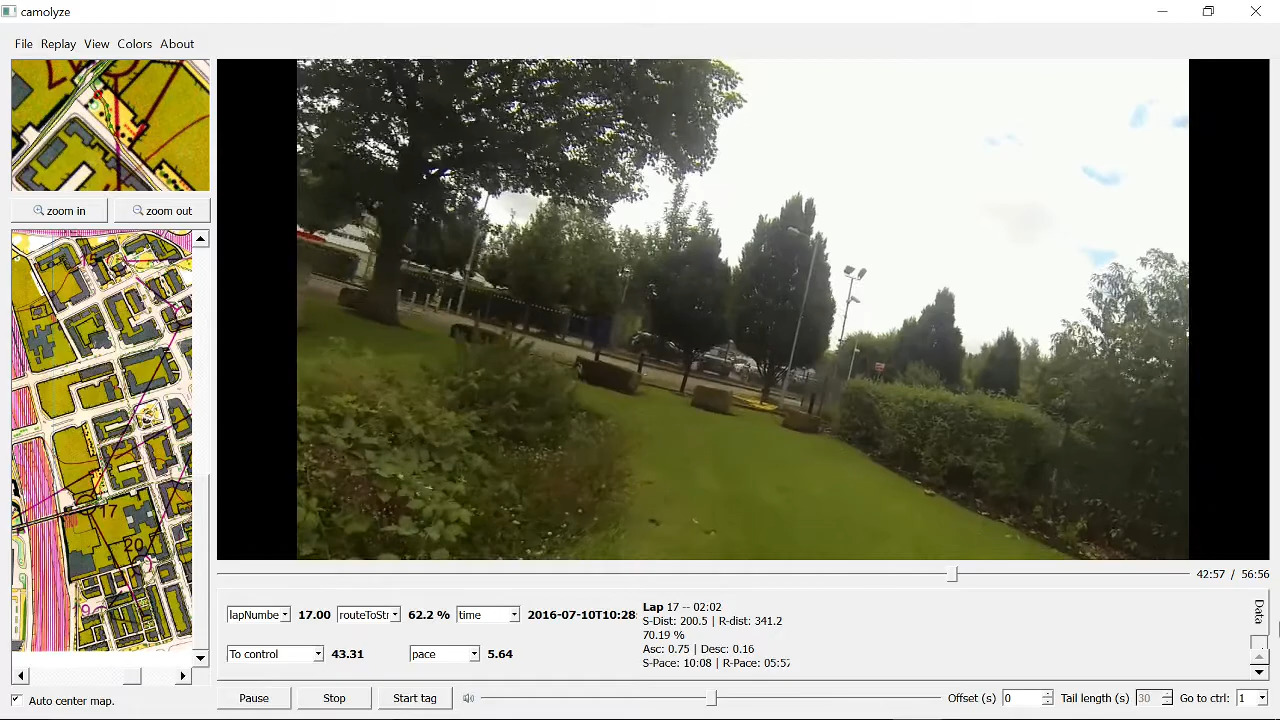 camolyze
File Replay View Colors About
zoom in zoom out
17
20
19
42:57 / 56:56
lapNumbe 17.00 routeToStr 62.2 % time 2016-07-10T10:28:
Lap 17 -- 02:02
S-Dist: 200.5 | R-dist: 341.2
70.19 %
Asc: 0.75 | Desc: 0.16
S-Pace: 10:08 | R-Pace: 05:57
To control 43.31 pace 5.64
Data
Auto center map.
Pause Stop Start tag Offset (s) 0 Tail length (s) 30 Go to ctrl: 1